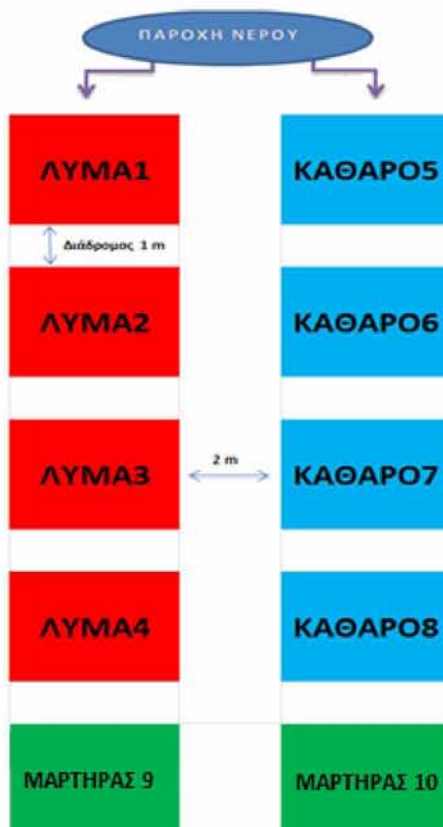 ΠΑΡΟΧΗ ΝΕΡΟΥ
ΛΥΜΑ1 ΚΑΘΑΡΟ5
Διάδρομος 1 m
ΛΥΜΑ2 ΚΑΘΑΡΟ6
2 m
ΛΥΜΑ3 ΚΑΘΑΡΟ7
ΛΥΜΑ4 ΚΑΘΑΡΟ8
ΜΑΡΤΗΡΑΣ 9 ΜΑΡΤΗΡΑΣ 10